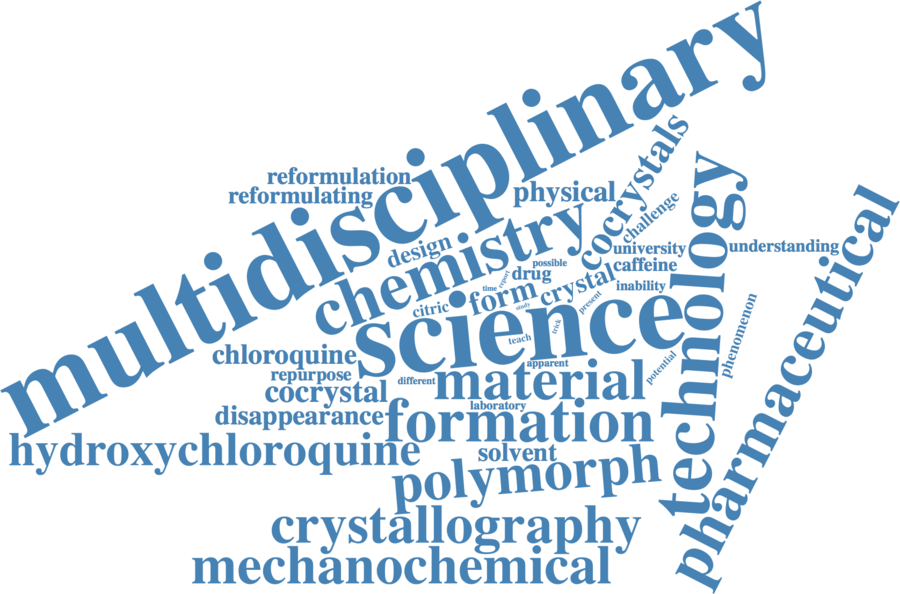 multidisciplinary
reformulation
reformulating
physical
cocrystals
technology
pharmaceutical
design
chemistry
challenge
university
understanding
possible
drug
caffeine
report
time
form
crystal
inability
citric
study
present
science
phenomenon
trick
teach
chloroquine
apparent
potential
repurpose
different
material
cocrystal
laboratory
disappearance
formation
hydroxychloroquine
solvent
polymorph
crystallography
mechanochemical